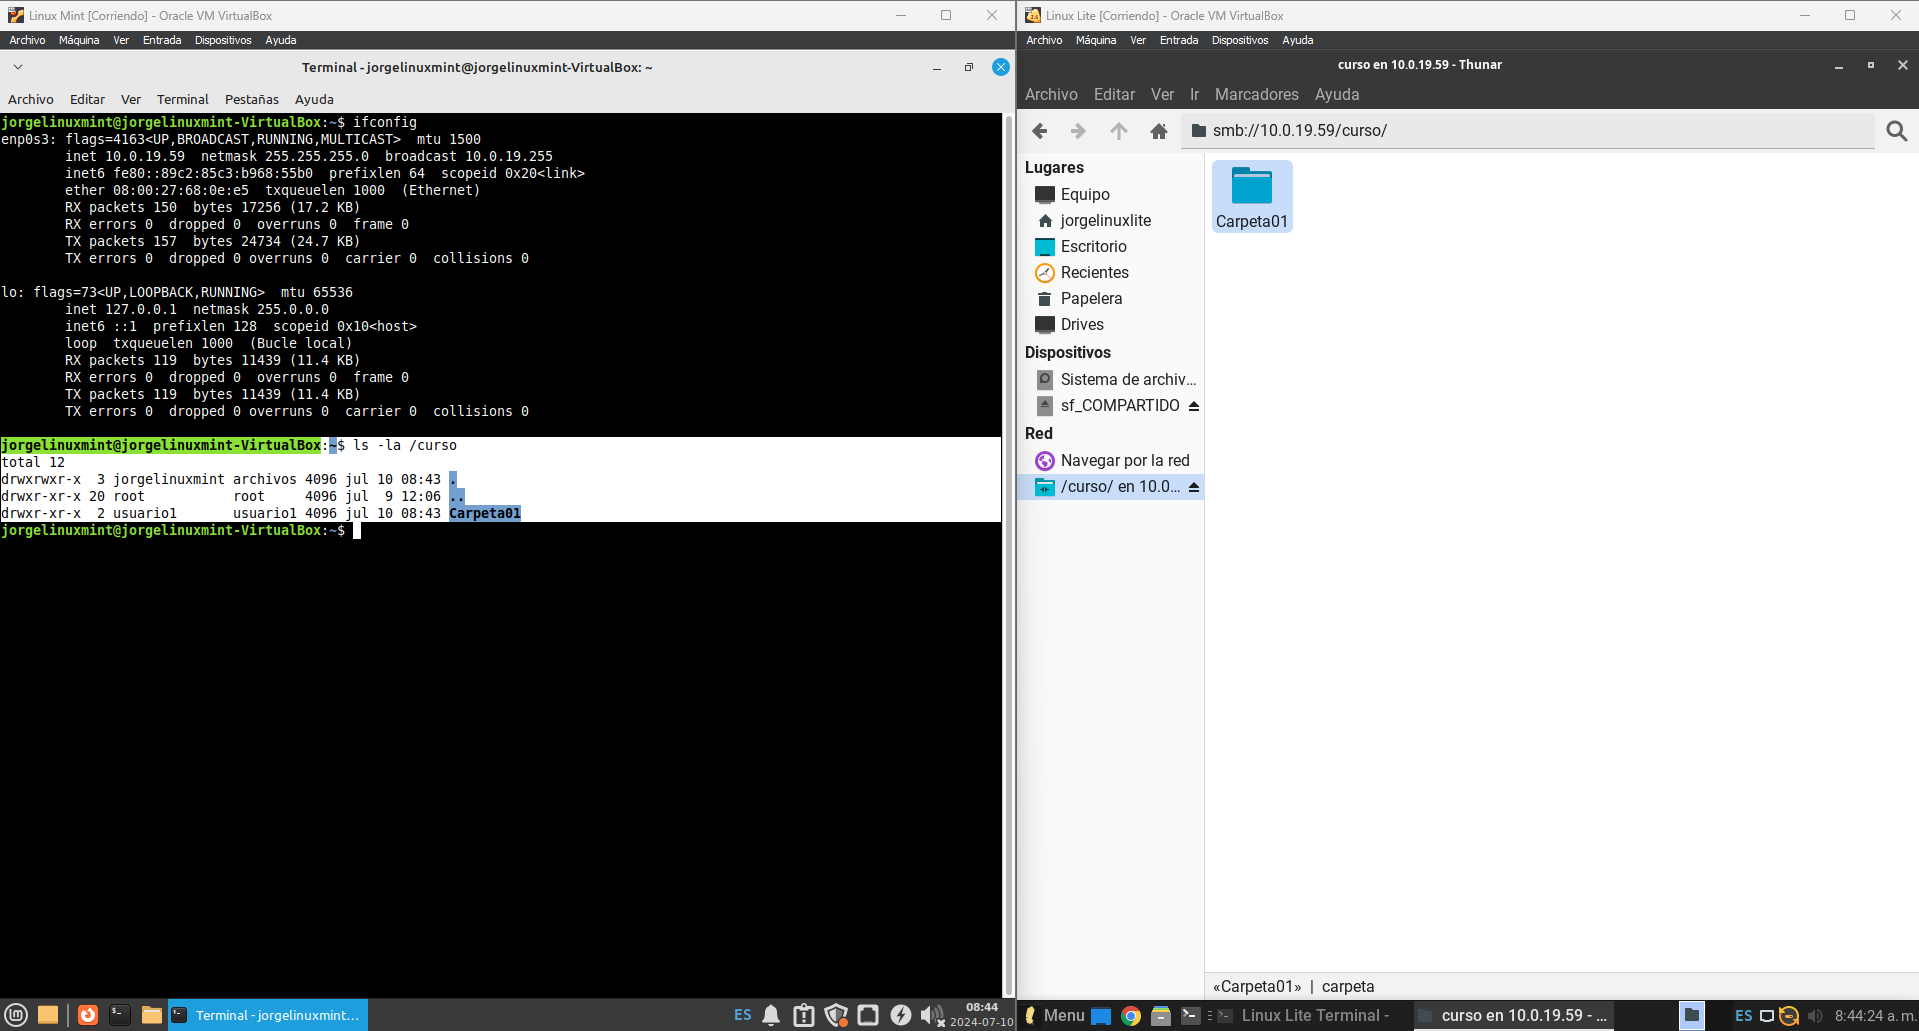 Linux Mint [Corriendo] - Oracle VM VirtualBox
Archivo Máquina Ver Entrada Dispositivos Ayuda
Terminal - jorgelinuxmint@jorgelinuxmint-VirtualBox: ~
Archivo Editar Ver Terminal Pestañas Ayuda
jorgelinuxmint@jorgelinuxmint-VirtualBox:~$ ifconfig
enp0s3: flags=4163<UP,BROADCAST,RUNNING,MULTICAST>  mtu 1500
        inet 10.0.19.59  netmask 255.255.255.0  broadcast 10.0.19.255
        inet6 fe80::89c2:85c3:b968:55b0  prefixlen 64  scopeid 0x20<link>
        ether 08:00:27:68:0e:e5  txqueuelen 1000  (Ethernet)
        RX packets 150  bytes 17256 (17.2 KB)
        RX errors 0  dropped 0  overruns 0  frame 0
        TX packets 157  bytes 24734 (24.7 KB)
        TX errors 0  dropped 0 overruns 0  carrier 0  collisions 0
lo: flags=73<UP,LOOPBACK,RUNNING>  mtu 65536
        inet 127.0.0.1  netmask 255.0.0.0
        inet6 ::1  prefixlen 128  scopeid 0x10<host>
        loop  txqueuelen 1000  (Bucle local)
        RX packets 119  bytes 11439 (11.4 KB)
        RX errors 0  dropped 0  overruns 0  frame 0
        TX packets 119  bytes 11439 (11.4 KB)
        TX errors 0  dropped 0 overruns 0  carrier 0  collisions 0
jorgelinuxmint@jorgelinuxmint-VirtualBox:~$ ls -la /curso
total 12
drwxrwxr-x  3 jorgelinuxmint archivos 4096 jul 10 08:43 .
drwxr-xr-x 20 root           root     4096 jul  9 12:06 ..
drwxr-xr-x  2 usuario1       usuario1 4096 jul 10 08:43 Carpeta01
jorgelinuxmint@jorgelinuxmint-VirtualBox:~$
Terminal - jorgelinuxmint...
ES
08:44
2024-07-10
Linux Lite [Corriendo] - Oracle VM VirtualBox
Archivo Máquina Ver Entrada Dispositivos Ayuda
curso en 10.0.19.59 - Thunar
Archivo Editar Ver Ir Marcadores Ayuda
smb://10.0.19.59/curso/
Lugares
Equipo
jorgelinuxlite
Escritorio
Recientes
Papelera
Drives
Dispositivos
Sistema de archiv...
sf_COMPARTIDO
Red
Navegar por la red
/curso/ en 10.0...
Carpeta01
«Carpeta01» | carpeta
Menu
Linux Lite Terminal -
curso en 10.0.19.59 - ...
ES
8:44:24 a. m.